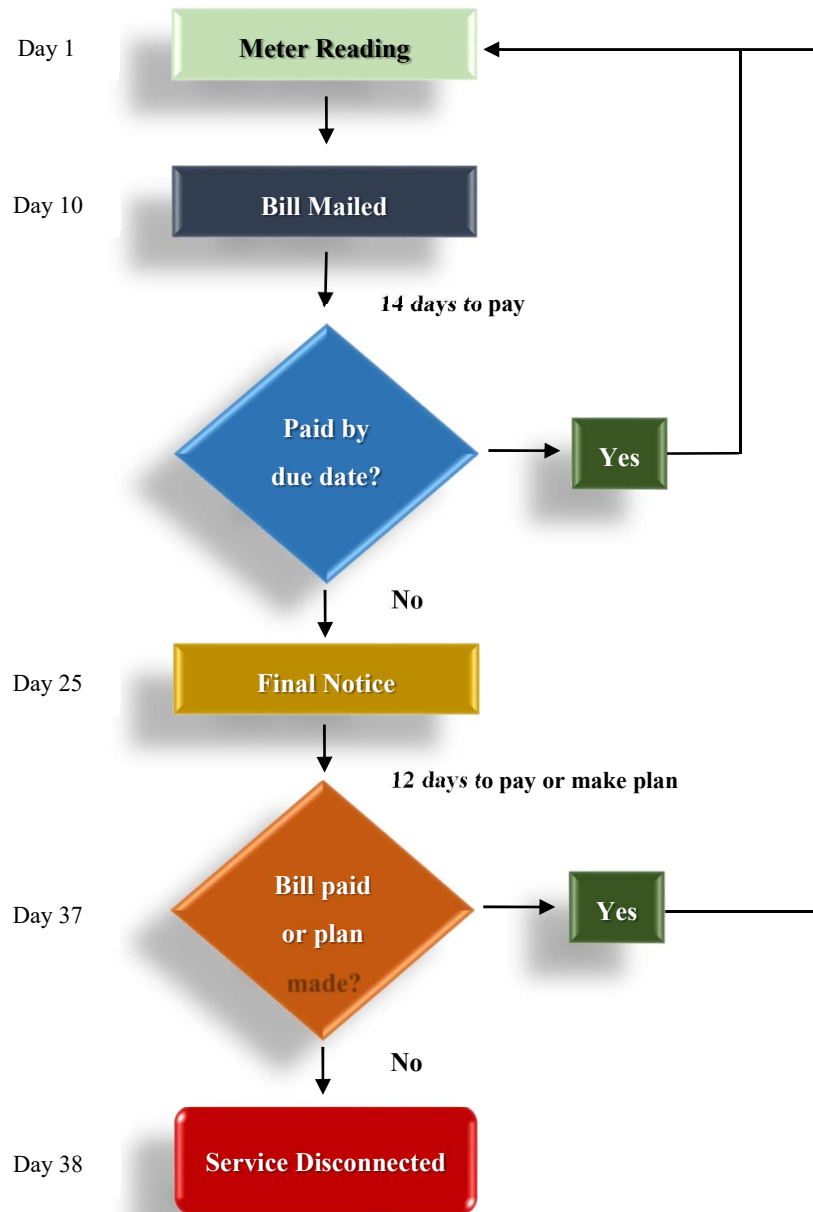 Day 1
Meter Reading
Day 10
Bill Mailed
14 days to pay
Paid by
due date?
Yes
No
Day 25
Final Notice
12 days to pay or make plan
Day 37
Bill paid
or plan
made?
Yes
No
Day 38
Service Disconnected